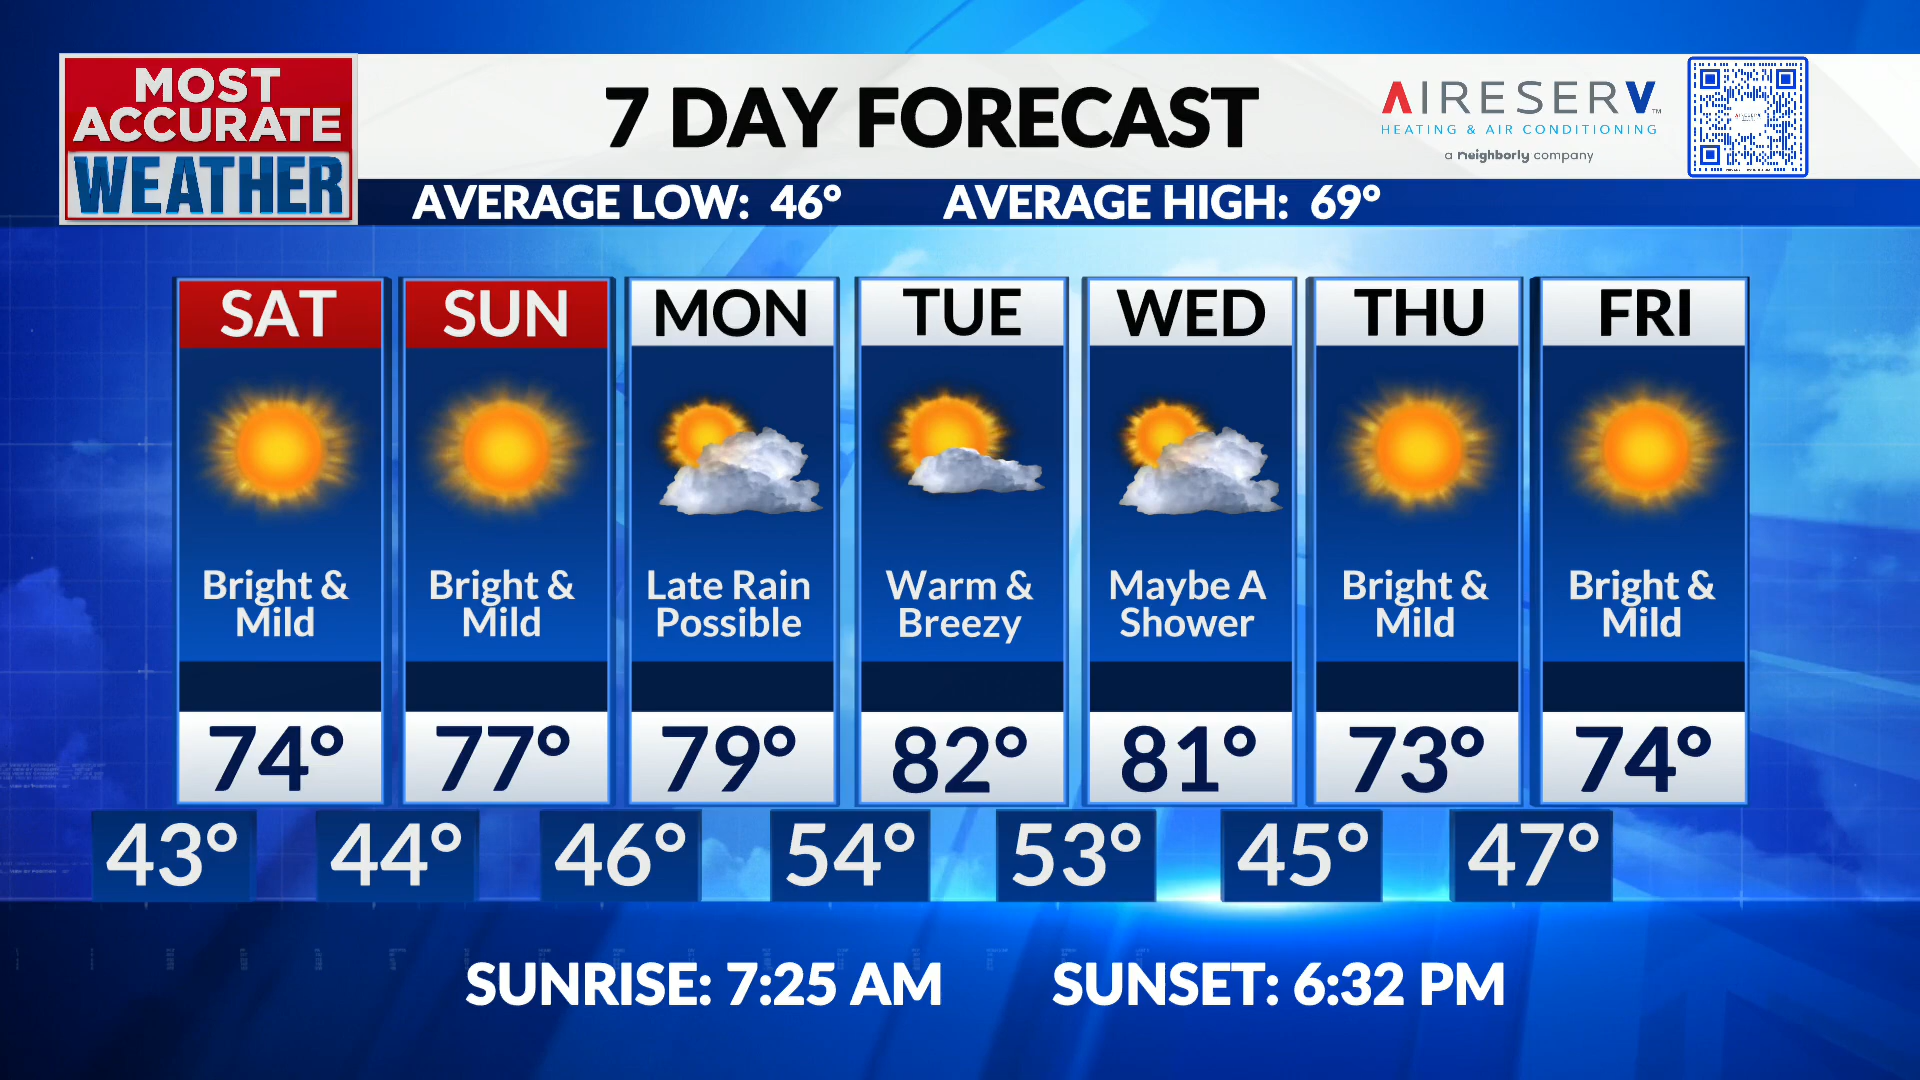 MOST
ACCURATE
WEATHER
7 DAY FORECAST
AIRESERV™
HEATING & AIR CONDITIONING
a neighborly company
AVERAGE LOW: 46° AVERAGE HIGH: 69°
SAT SUN MON TUE WED THU FRI
Bright & Bright & Late Rain Warm & Maybe A Bright & Bright &
Mild Mild Possible Breezy Shower Mild Mild
74° 77° 79° 82° 81° 73° 74°
43° 44° 46° 54° 53° 45° 47°
SUNRISE: 7:25 AM SUNSET: 6:32 PM